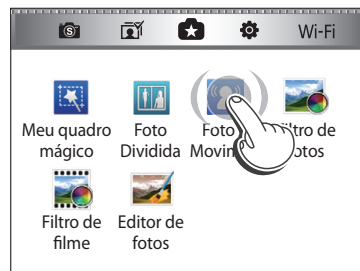 S Wi-Fi
Meu quadro mágico
Foto Dividida
Foto
Filtro de filme
Editor de fotos